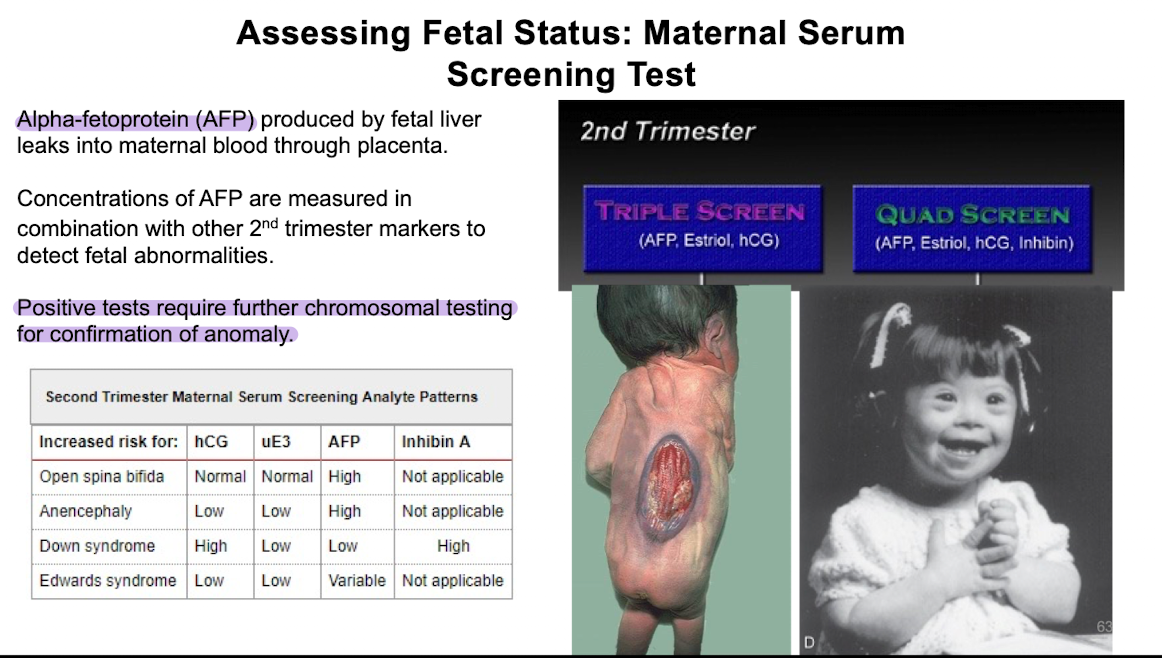 Assessing Fetal Status: Maternal Serum
Screening Test
Alpha-fetoprotein (AFP) produced by fetal liver
leaks into maternal blood through placenta.
Concentrations of AFP are measured in
combination with other 2nd trimester markers to
detect fetal abnormalities.
Positive tests require further chromosomal testing
for confirmation of anomaly.
Second Trimester Maternal Serum Screening Analyte Patterns
Increased risk for: hCG uE3 AFP Inhibin A
Open spina bifida Normal Normal High Not applicable
Anencephaly Low Low High Not applicable
Down syndrome High Low Low High
Edwards syndrome Low Low Variable Not applicable
2nd Trimester
TRIPLE SCREEN
(AFP, Estriol, hCG)
QUAD SCREEN
(AFP, Estriol, hCG, Inhibin)
D
63